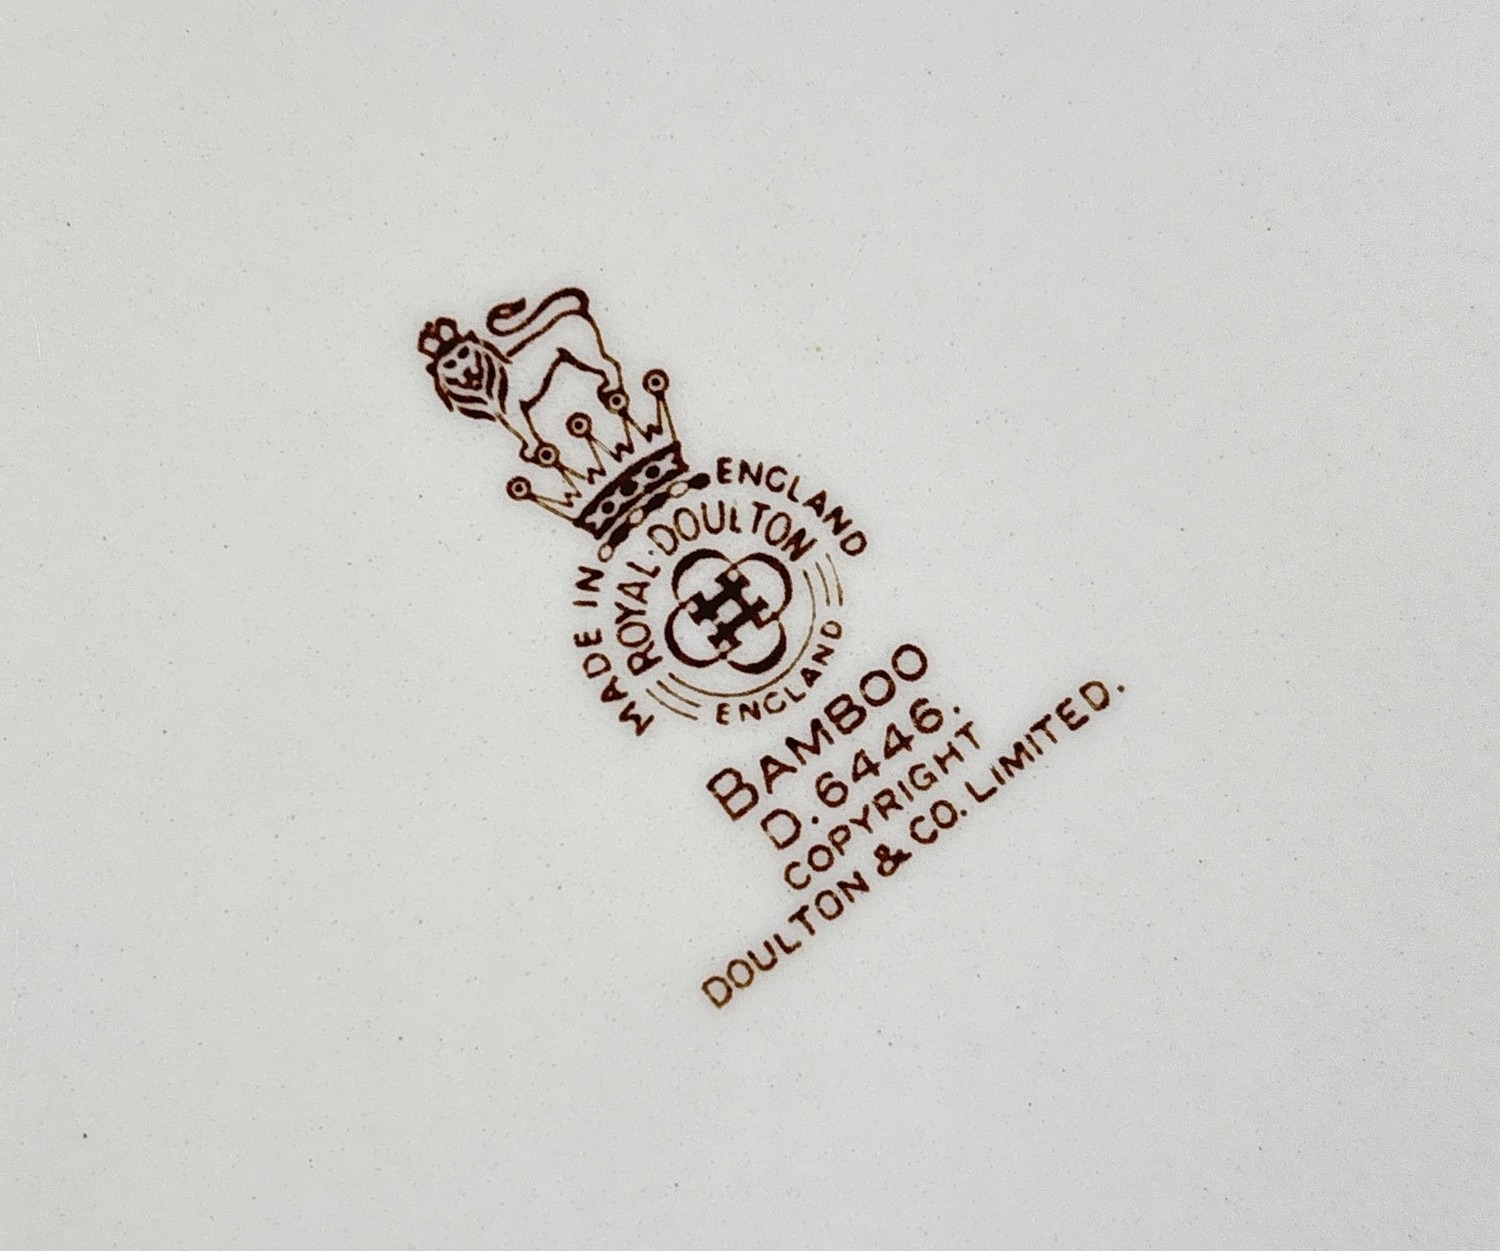 MADE IN ENGLAND
ROYAL·DOULTON
ENGLAND
BAMBOO
D.6446.
COPYRIGHT
DOULTON & CO. LIMITED.